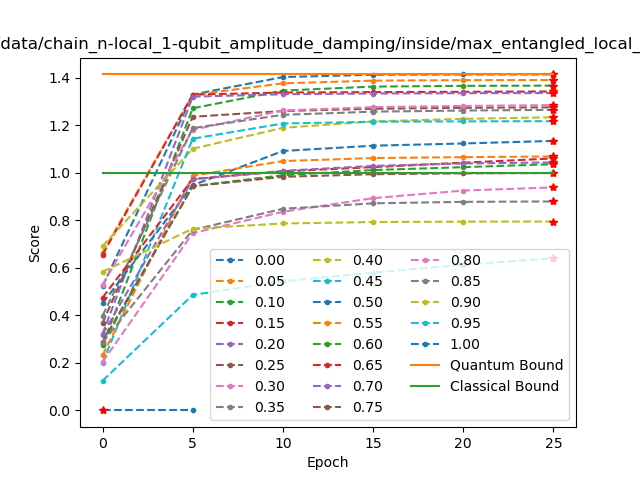 /data/chain_n-local_1-qubit_amplitude_damping/inside/max_entangled_local_
Score
1.4
1.2
1.0
0.8
0.6
0.4
0.2
0.0
0.00 0.40 0.80
0.05 0.45 0.85
0.10 0.50 0.90
0.15 0.55 0.95
0.20 0.60 1.00
0.25 0.65 Quantum Bound
0.30 0.70 Classical Bound
0.35 0.75
0 5 10 15 20 25
Epoch